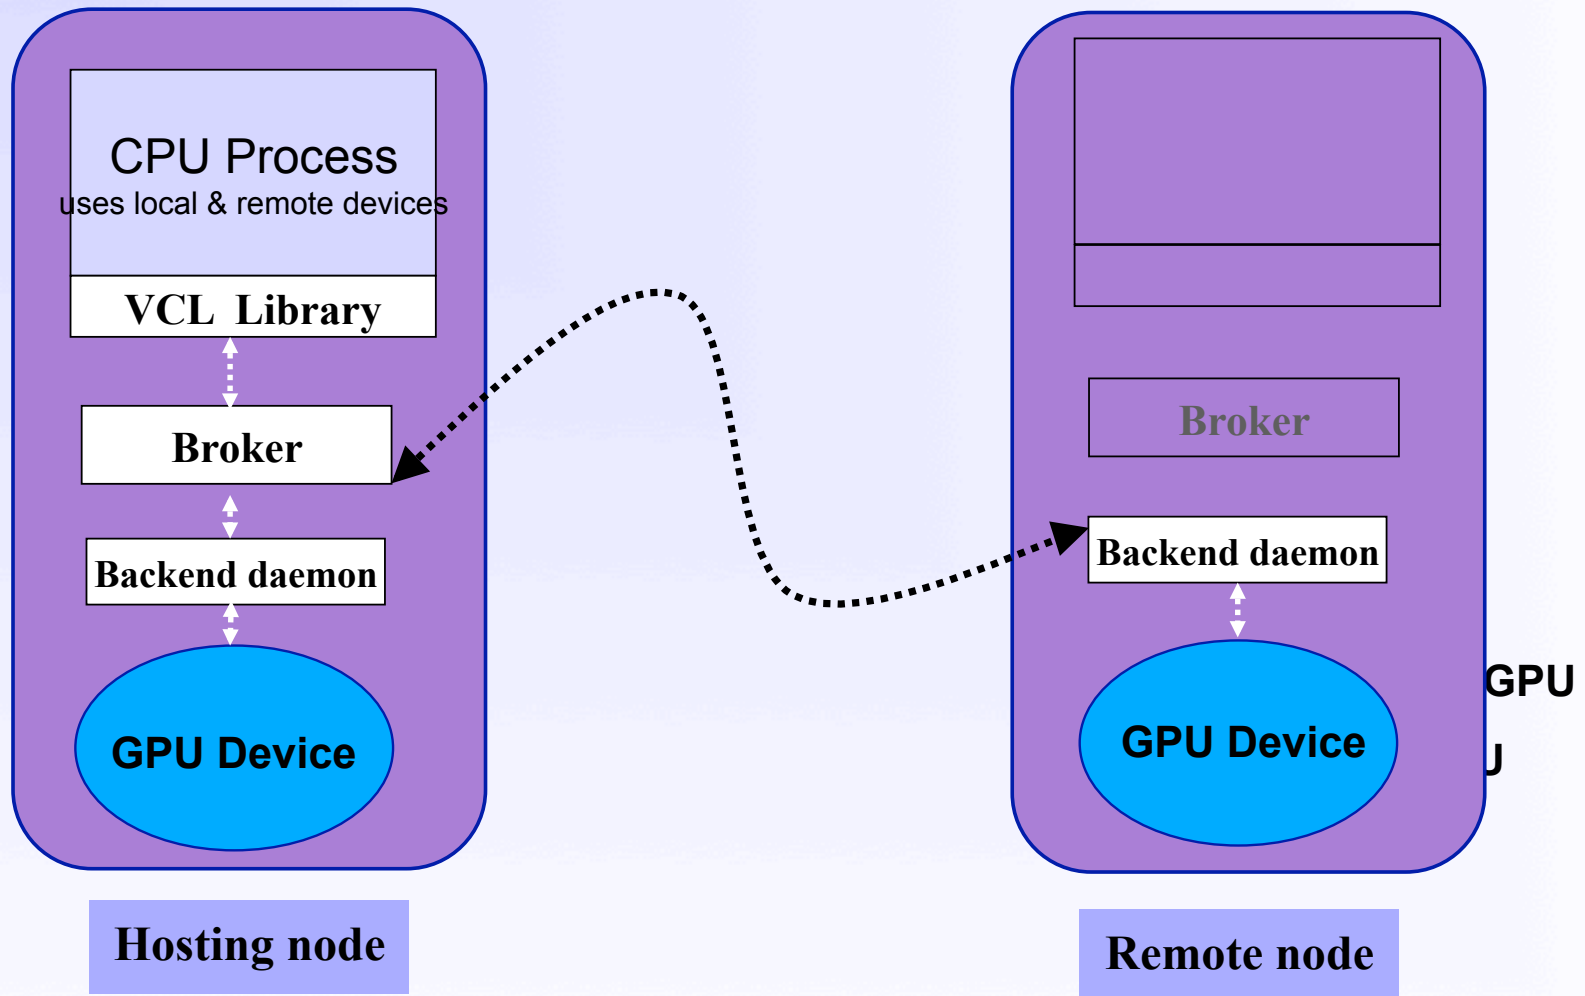 CPU Process
uses local & remote devices
VCL Library
Broker
Backend daemon
GPU Device
Hosting node
Broker
Backend daemon
GPU Device
GPU
U
Remote node